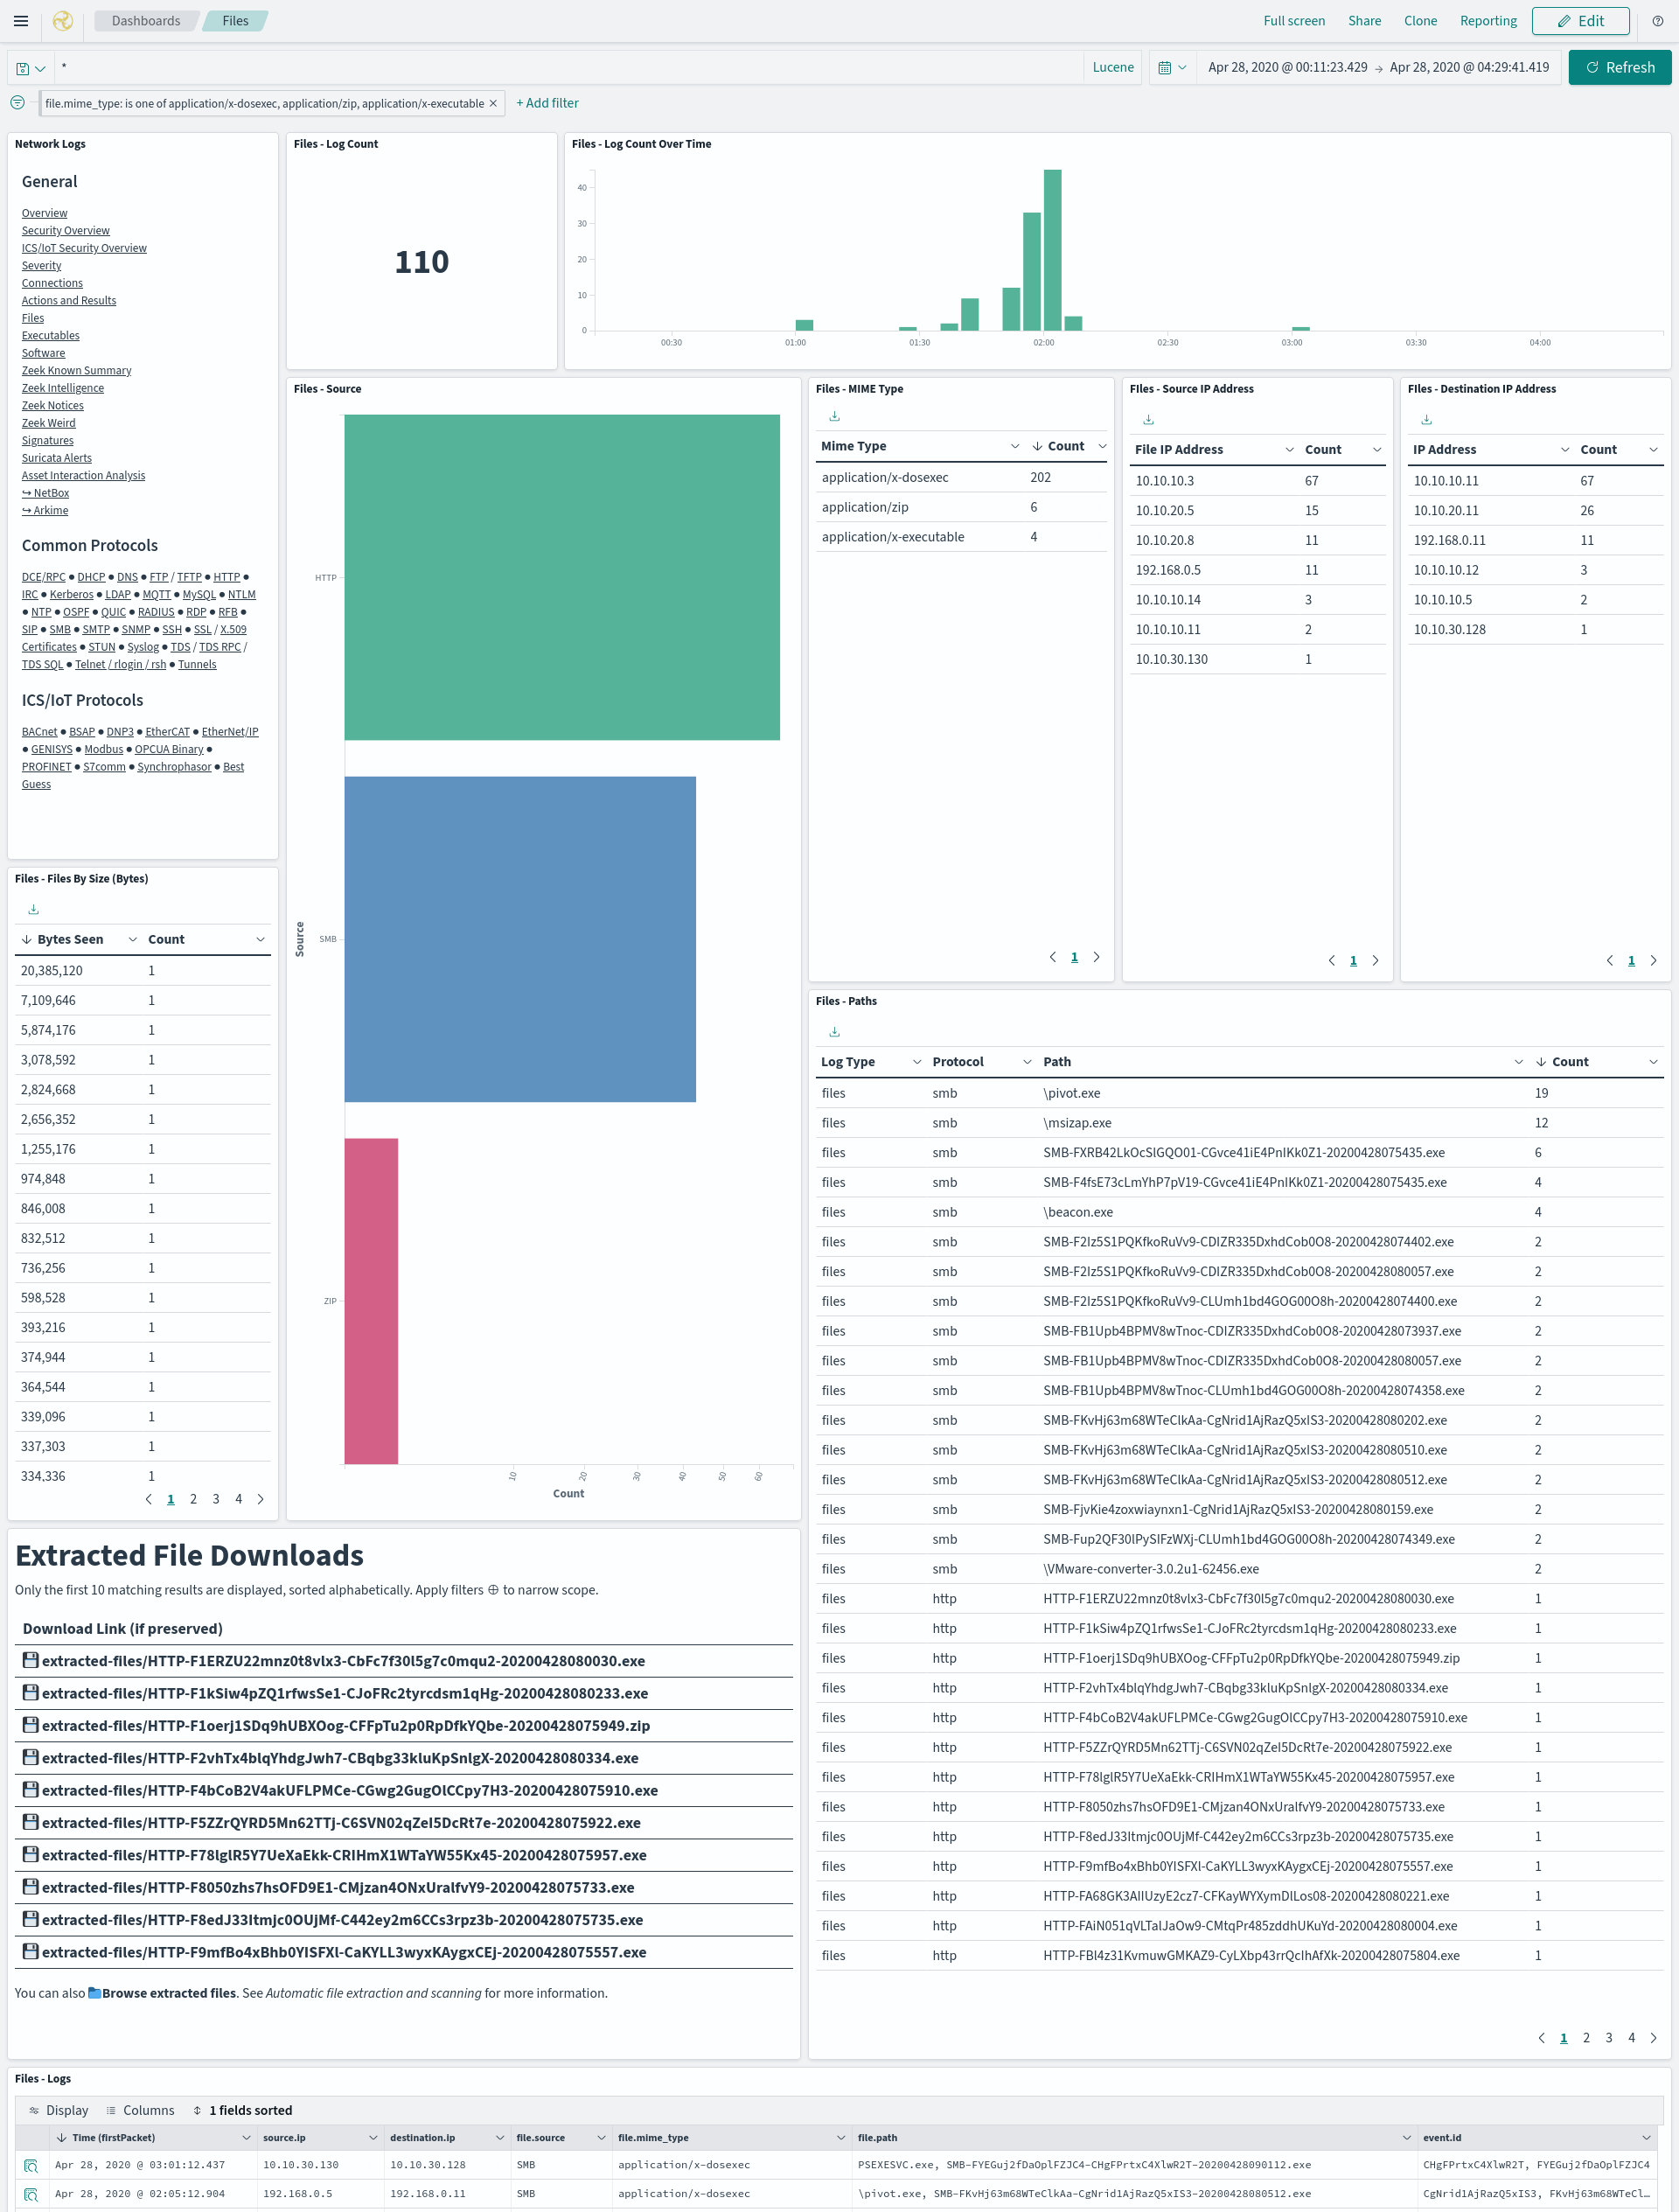 Dashboards
Files
Full screen
Share
Clone
Reporting
Edit
*
Lucene
Apr 28, 2020 @ 00:11:23.429 → Apr 28, 2020 @ 04:29:41.419
Refresh
file.mime_type: is one of application/x-dosexec, application/zip, application/x-executable ×
+ Add filter
Network Logs
General
Overview
Security Overview
ICS/IoT Security Overview
Severity
Connections
Actions and Results
Files
Executables
Software
Zeek Known Summary
Zeek Intelligence
Zeek Notices
Zeek Weird
Signatures
Suricata Alerts
Asset Interaction Analysis
↪ NetBox
↪ Arkime
Common Protocols
DCE/RPC ● DHCP ● DNS ● FTP / TFTP ● HTTP ●
IRC ● Kerberos ● LDAP ● MQTT ● MySQL ● NTLM
● NTP ● OSPF ● QUIC ● RADIUS ● RDP ● RFB ●
SIP ● SMB ● SMTP ● SNMP ● SSH ● SSL / X.509
Certificates ● STUN ● Syslog ● TDS / TDS RPC /
TDS SQL ● Telnet / rlogin / rsh ● Tunnels
ICS/IoT Protocols
BACnet ● BSAP ● DNP3 ● EtherCAT ● EtherNet/IP
● GENISYS ● Modbus ● OPCUA Binary ●
PROFINET ● S7comm ● Synchrophasor ● Best
Guess
Files - Log Count
110
Files - Log Count Over Time
40
30
20
10
0
00:30
01:00
01:30
02:00
02:30
03:00
03:30
04:00
Files - Source
HTTP
SMB
ZIP
Source
10
20
30
40
50
60
Count
Files - MIME Type
Mime Type Count
application/x-dosexec 202
application/zip 6
application/x-executable 4
1
FIles - Source IP Address
File IP Address Count
10.10.10.3 67
10.10.20.5 15
10.10.20.8 11
192.168.0.5 11
10.10.10.14 3
10.10.10.11 2
10.10.30.130 1
1
FIles - Destination IP Address
IP Address Count
10.10.10.11 67
10.10.20.11 26
192.168.0.11 11
10.10.10.12 3
10.10.10.5 2
10.10.30.128 1
1
Files - Files By Size (Bytes)
Bytes Seen Count
20,385,120 1
7,109,646 1
5,874,176 1
3,078,592 1
2,824,668 1
2,656,352 1
1,255,176 1
974,848 1
846,008 1
832,512 1
736,256 1
598,528 1
393,216 1
374,944 1
364,544 1
339,096 1
337,303 1
334,336 1
1 2 3 4
Files - Paths
Log Type Protocol Path Count
files smb \pivot.exe 19
files smb \msizap.exe 12
files smb SMB-FXRB42LkOcSlGQO01-CGvce41iE4PnIKk0Z1-20200428075435.exe 6
files smb SMB-F4fsE73cLmYhP7pV19-CGvce41iE4PnIKk0Z1-20200428075435.exe 4
files smb \beacon.exe 4
files smb SMB-F2Iz5S1PQKfkoRuVv9-CDIZR335DxhdCob0O8-20200428074402.exe 2
files smb SMB-F2Iz5S1PQKfkoRuVv9-CDIZR335DxhdCob0O8-20200428080057.exe 2
files smb SMB-F2Iz5S1PQKfkoRuVv9-CLUmh1bd4GOG00O8h-20200428074400.exe 2
files smb SMB-FB1Upb4BPMV8wTnoc-CDIZR335DxhdCob0O8-20200428073937.exe 2
files smb SMB-FB1Upb4BPMV8wTnoc-CDIZR335DxhdCob0O8-20200428080057.exe 2
files smb SMB-FB1Upb4BPMV8wTnoc-CLUmh1bd4GOG00O8h-20200428074358.exe 2
files smb SMB-FKvHj63m68WTeClkAa-CgNrid1AjRazQ5xIS3-20200428080202.exe 2
files smb SMB-FKvHj63m68WTeClkAa-CgNrid1AjRazQ5xIS3-20200428080510.exe 2
files smb SMB-FKvHj63m68WTeClkAa-CgNrid1AjRazQ5xIS3-20200428080512.exe 2
files smb SMB-FjvKie4zoxwiaynxn1-CgNrid1AjRazQ5xIS3-20200428080159.exe 2
files smb SMB-Fup2QF30lPySlFzWXj-CLUmh1bd4GOG00O8h-20200428074349.exe 2
files smb \VMware-converter-3.0.2u1-62456.exe 2
files http HTTP-F1ERZU22mnz0t8vlx3-CbFc7f30l5g7c0mqu2-20200428080030.exe 1
files http HTTP-F1kSiw4pZQ1rfwsSe1-CJoFRc2tyrcdsm1qHg-20200428080233.exe 1
files http HTTP-F1oerj1SDq9hUBXOog-CFFpTu2p0RpDfkYQbe-20200428075949.zip 1
files http HTTP-F2vhTx4blqYhdgJwh7-CBqbg33kluKpSnlgX-20200428080334.exe 1
files http HTTP-F4bCoB2V4akUFLPMCe-CGwg2GugOlCCpy7H3-20200428075910.exe 1
files http HTTP-F5ZZrQYRD5Mn62TTj-C6SVN02qZeI5DcRt7e-20200428075922.exe 1
files http HTTP-F78lglR5Y7UeXaEkk-CRIHmX1WTaYW55Kx45-20200428075957.exe 1
files http HTTP-F8050zhs7hsOFD9E1-CMjzan4ONxUralfvY9-20200428075733.exe 1
files http HTTP-F8edJ33Itmjc0OUjMf-C442ey2m6CCs3rpz3b-20200428075735.exe 1
files http HTTP-F9mfBo4xBhb0YISFXl-CaKYLL3wyxKAygxCEj-20200428075557.exe 1
files http HTTP-FA68GK3AIIUzyE2cz7-CFKayWYXymDlLos08-20200428080221.exe 1
files http HTTP-FAiN051qVLTalJaOw9-CMtqPr485zddhUKuYd-20200428080004.exe 1
files http HTTP-FBl4z31KvmuwGMKAZ9-CyLXbp43rrQcIhAfXk-20200428075804.exe 1
1 2 3 4
Extracted File Downloads
Only the first 10 matching results are displayed, sorted alphabetically. Apply filters ⊕ to narrow scope.
Download Link (if preserved)
extracted-files/HTTP-F1ERZU22mnz0t8vlx3-CbFc7f30l5g7c0mqu2-20200428080030.exe
extracted-files/HTTP-F1kSiw4pZQ1rfwsSe1-CJoFRc2tyrcdsm1qHg-20200428080233.exe
extracted-files/HTTP-F1oerj1SDq9hUBXOog-CFFpTu2p0RpDfkYQbe-20200428075949.zip
extracted-files/HTTP-F2vhTx4blqYhdgJwh7-CBqbg33kluKpSnlgX-20200428080334.exe
extracted-files/HTTP-F4bCoB2V4akUFLPMCe-CGwg2GugOlCCpy7H3-20200428075910.exe
extracted-files/HTTP-F5ZZrQYRD5Mn62TTj-C6SVN02qZeI5DcRt7e-20200428075922.exe
extracted-files/HTTP-F78lglR5Y7UeXaEkk-CRIHmX1WTaYW55Kx45-20200428075957.exe
extracted-files/HTTP-F8050zhs7hsOFD9E1-CMjzan4ONxUralfvY9-20200428075733.exe
extracted-files/HTTP-F8edJ33Itmjc0OUjMf-C442ey2m6CCs3rpz3b-20200428075735.exe
extracted-files/HTTP-F9mfBo4xBhb0YISFXl-CaKYLL3wyxKAygxCEj-20200428075557.exe
You can also Browse extracted files. See Automatic file extraction and scanning for more information.
Files - Logs
Display
Columns
1 fields sorted
Time (firstPacket) source.ip destination.ip file.source file.mime_type file.path event.id
Apr 28, 2020 @ 03:01:12.437 10.10.30.130 10.10.30.128 SMB application/x-dosexec PSEXESVC.exe, SMB-FYEGuj2fDaOplFZJC4-CHgFPrtxC4XlwR2T-20200428090112.exe CHgFPrtxC4XlwR2T, FYEGuj2fDaOplFZJC4
Apr 28, 2020 @ 02:05:12.904 192.168.0.5 192.168.0.11 SMB application/x-dosexec \pivot.exe, SMB-FKvHj63m68WTeClkAa-CgNrid1AjRazQ5xIS3-20200428080512.exe CgNrid1AjRazQ5xIS3, FKvHj63m68WTeCl…